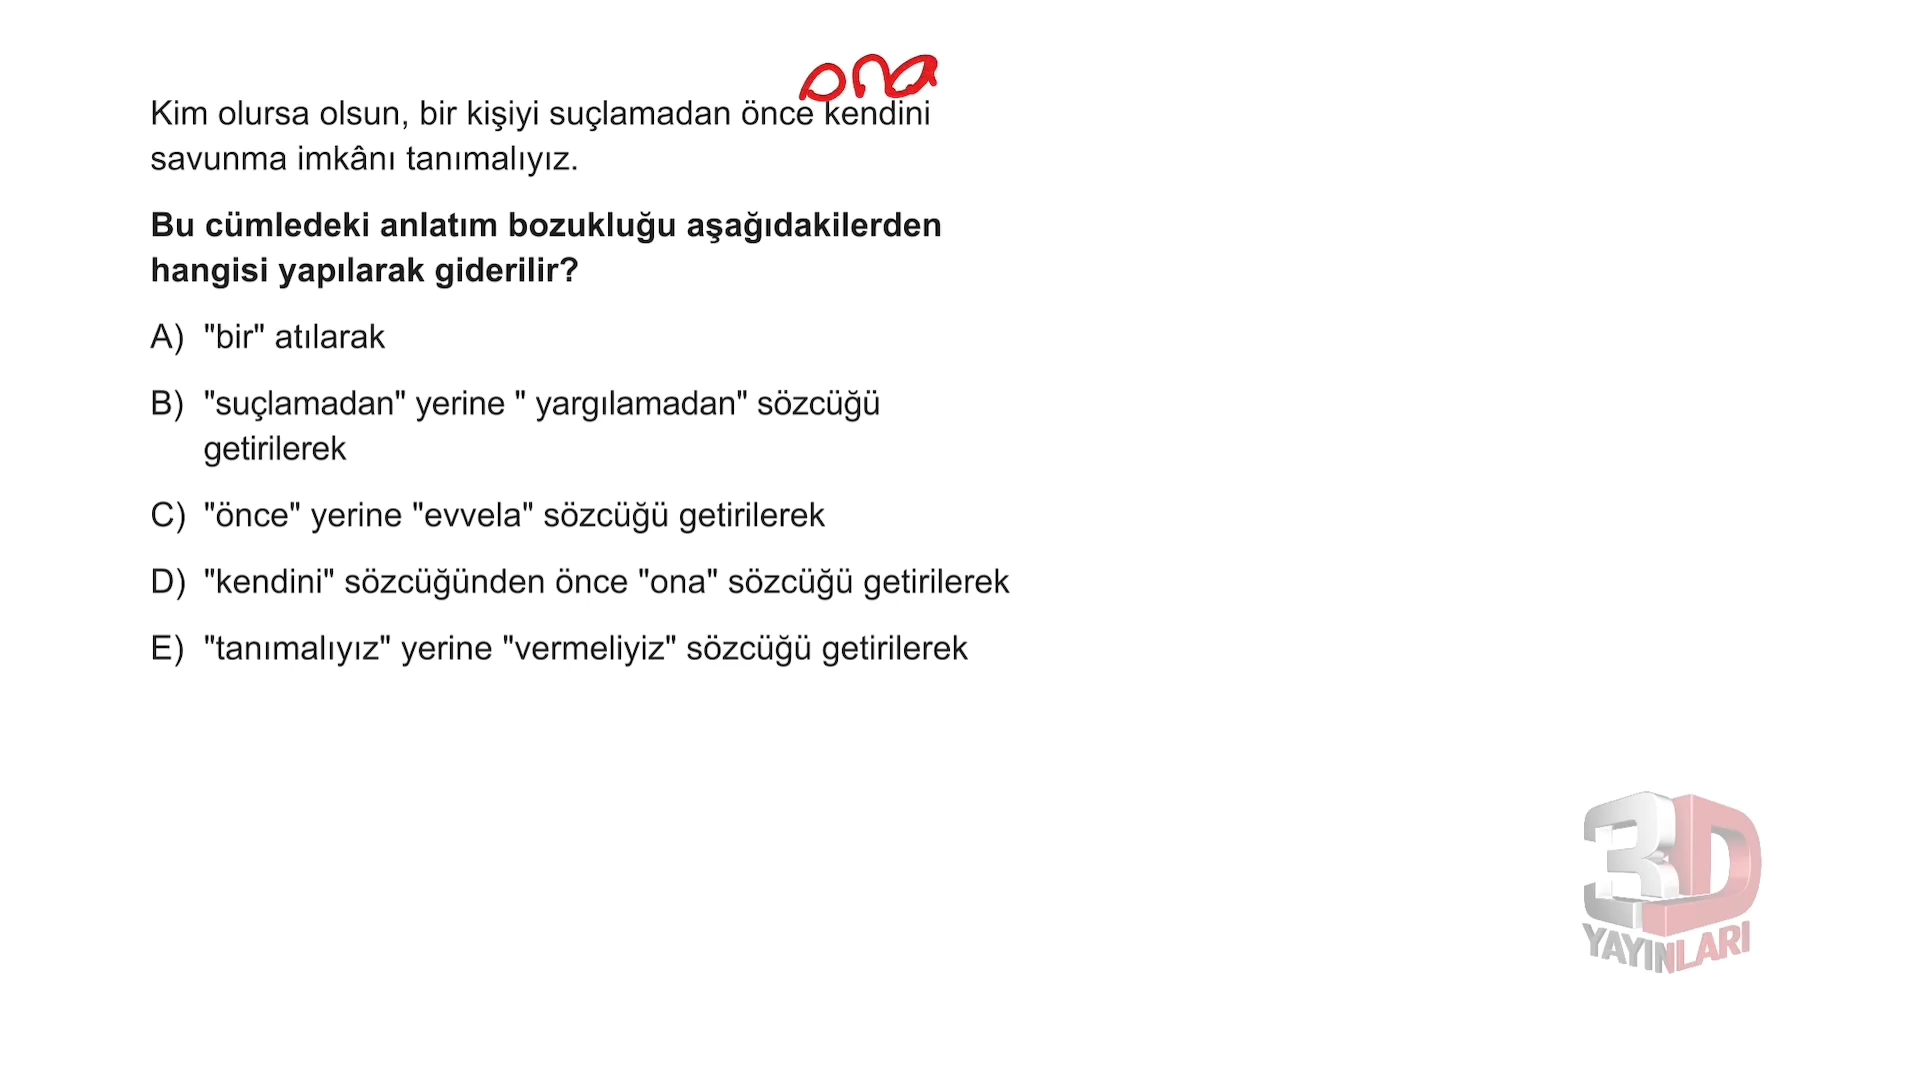 ona
Kim olursa olsun, bir kişiyi suçlamadan önce kendini
savunma imkânı tanımalıyız.
Bu cümledeki anlatım bozukluğu aşağıdakilerden
hangisi yapılarak giderilir?
A) "bir" atılarak
B) "suçlamadan" yerine " yargılamadan" sözcüğü
getirilerek
C) "önce" yerine "evvela" sözcüğü getirilerek
D) "kendini" sözcüğünden önce "ona" sözcüğü getirilerek
E) "tanımalıyız" yerine "vermeliyiz" sözcüğü getirilerek
3D
YAYINLARI